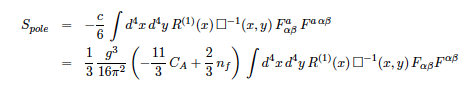 S_{pole} = -\frac{c}{6} \int d^4x \, d^4y \, R^{(1)}(x) \, \square^{-1}(x,y) \, F^a_{\alpha\beta} \, F^{a\,\alpha\beta}
= \frac{1}{3} \frac{g^3}{16\pi^2} \left( -\frac{11}{3} C_A + \frac{2}{3} n_f \right) \int d^4x \, d^4y \, R^{(1)}(x) \, \square^{-1}(x,y) \, F_{\alpha\beta} F^{\alpha\beta}